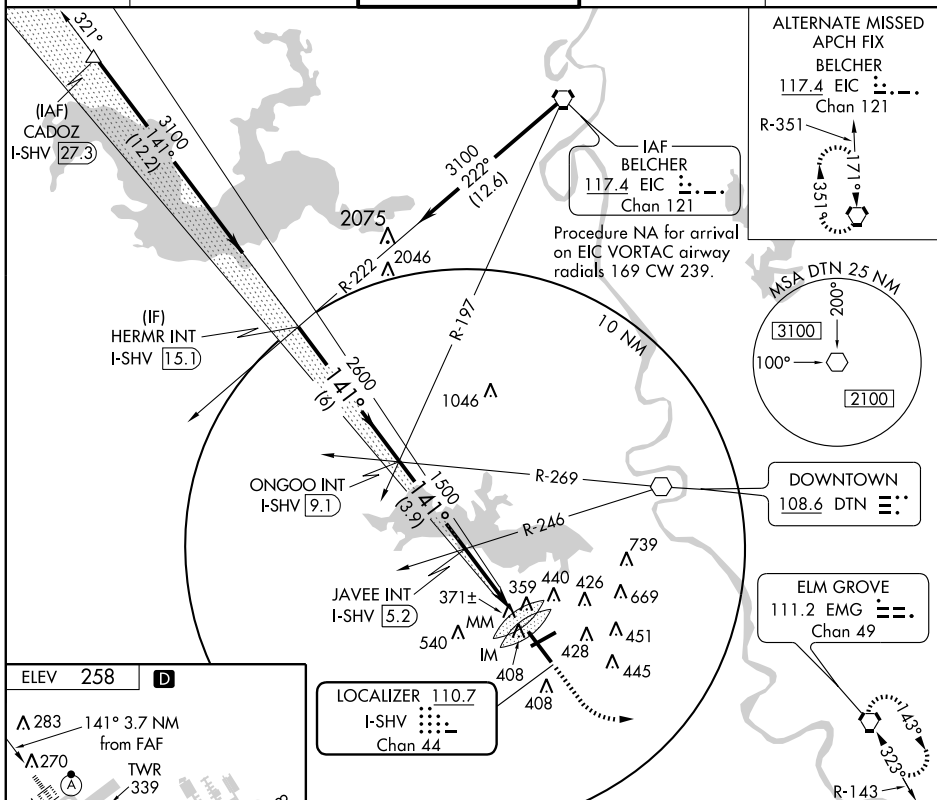 321°
(IAF)
CADOZ
I-SHV 27.3
3100
141°
(12.2)
3100
222°
(12.6)
IAF
BELCHER
117.4 EIC
Chan 121
Procedure NA for arrival
on EIC VORTAC airway
radials 169 CW 239.
ALTERNATE MISSED
APCH FIX
BELCHER
117.4 EIC
Chan 121
R-351
171°
351°
2075
2046
R-222
R-197
(IF)
HERMR INT
I-SHV 15.1
2600
141°
(6)
10 NM
1046
MSA DTN 25 NM
200°
3100
100°
2100
ONGOO INT
I-SHV 9.1
1500
141°
(3.9)
R-269
R-246
DOWNTOWN
108.6 DTN
JAVEE INT
I-SHV 5.2
371±
MM
IM
540
359
440
426
739
669
428
451
445
408
408
ELM GROVE
111.2 EMG
Chan 49
143°
323°
R-143
LOCALIZER 110.7
I-SHV
Chan 44
ELEV 258 D
283
141° 3.7 NM
from FAF
270
A
TWR
339